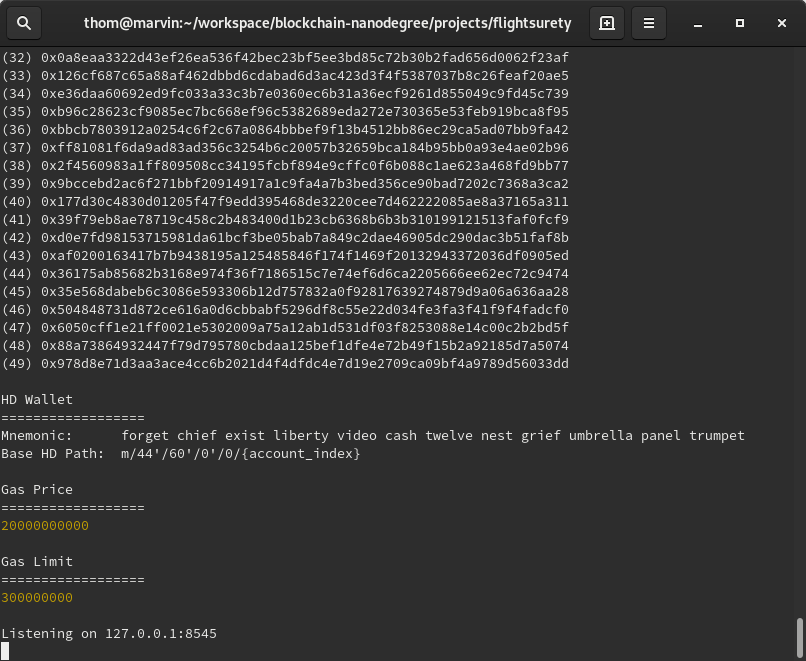 thom@marvin:~/workspace/blockchain-nanodegree/projects/flightsurety
(32) 0x0a8eaa3322d43ef26ea536f42bec23bf5ee3bd85c72b30b2fad656d0062f23af
(33) 0x126cf687c65a88af462dbbd6cdabad6d3ac423d3f4f5387037b8c26feaf20ae5
(34) 0xe36daa60692ed9fc033a33c3b7e0360ec6b31a36ecf9261d855049c9fd45c739
(35) 0xb96c28623cf9085ec7bc668ef96c5382689eda272e730365e53feb919bca8f95
(36) 0xbbcb7803912a0254c6f2c67a0864bbbef9f13b4512bb86ec29ca5ad07bb9fa42
(37) 0xff81081f6da9ad83ad356c3254b6c20057b32659bca184b95bb0a93e4ae02b96
(38) 0x2f4560983a1ff809508cc34195fcbf894e9cffc0f6b088c1ae623a468fd9bb77
(39) 0x9bccebd2ac6f271bbf20914917a1c9fa4a7b3bed356ce90bad7202c7368a3ca2
(40) 0x177d30c4830d01205f47f9edd395468de3220cee7d462222085ae8a37165a311
(41) 0x39f79eb8ae78719c458c2b483400d1b23cb6368b6b3b310199121513faf0fcf9
(42) 0xd0e7fd98153715981da61bcf3be05bab7a849c2dae46905dc290dac3b51faf8b
(43) 0xaf0200163417b7b9438195a125485846f174f1469f20132943372036df0905ed
(44) 0x36175ab85682b3168e974f36f7186515c7e74ef6d6ca2205666ee62ec72c9474
(45) 0x35e568dabeb6c3086e593306b12d757832a0f92817639274879d9a06a636aa28
(46) 0x504848731d872ce616a0d6cbbabf5296df8c55e22d034fe3fa3f41f9f4fadcf0
(47) 0x6050cff1e21ff0021e5302009a75a12ab1d531df03f8253088e14c00c2b2bd5f
(48) 0x88a73864932447f79d795780cbdaa125bef1dfe4e72b49f15b2a92185d7a5074
(49) 0x978d8e71d3aa3ace4cc6b2021d4f4dfdc4e7d19e2709ca09bf4a9789d56033dd
HD Wallet
==================
Mnemonic:      forget chief exist liberty video cash twelve nest grief umbrella panel trumpet
Base HD Path:  m/44'/60'/0'/0/{account_index}
Gas Price
==================
20000000000
Gas Limit
==================
300000000
Listening on 127.0.0.1:8545